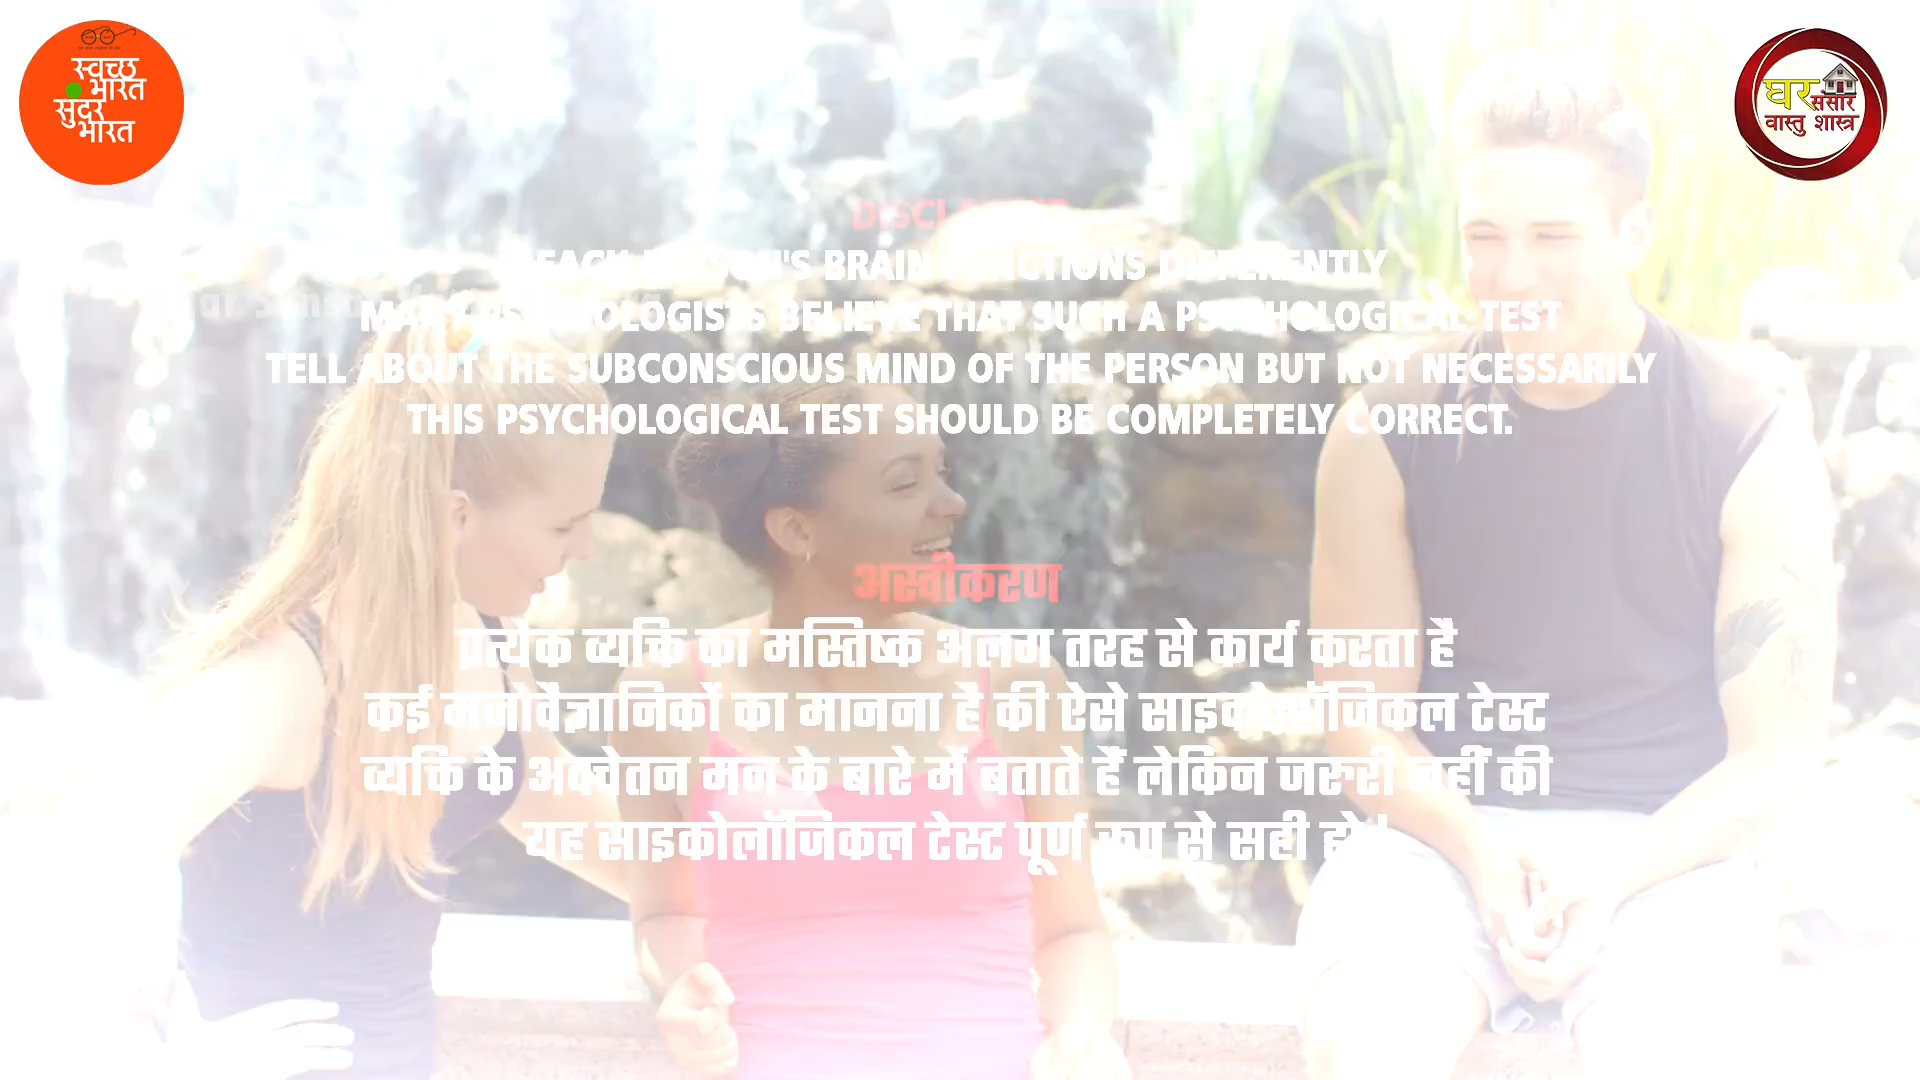 स्वच्छ
भारत
सुंदर
भारत
घर
संसार
वास्तु शास्त्र
DISCLAIMER
EACH PERSON'S BRAIN FUNCTIONS DIFFERENTLY
MANY PSYCHOLOGISTS BELIEVE THAT SUCH A PSYCHOLOGICAL TEST
TELL ABOUT THE SUBCONSCIOUS MIND OF THE PERSON BUT NOT NECESSARILY
THIS PSYCHOLOGICAL TEST SHOULD BE COMPLETELY CORRECT.
अस्वीकरण
प्रत्येक व्यक्ति का मस्तिष्क अलग तरह से कार्य करता है
कई मनोवैज्ञानिकों का मानना है की ऐसे साइकोलॉजिकल टेस्ट
व्यक्ति के अवचेतन मन के बारे में बताते हैं लेकिन जरुरी नहीं की
यह साइकोलॉजिकल टेस्ट पूर्ण रूप से सही हो।